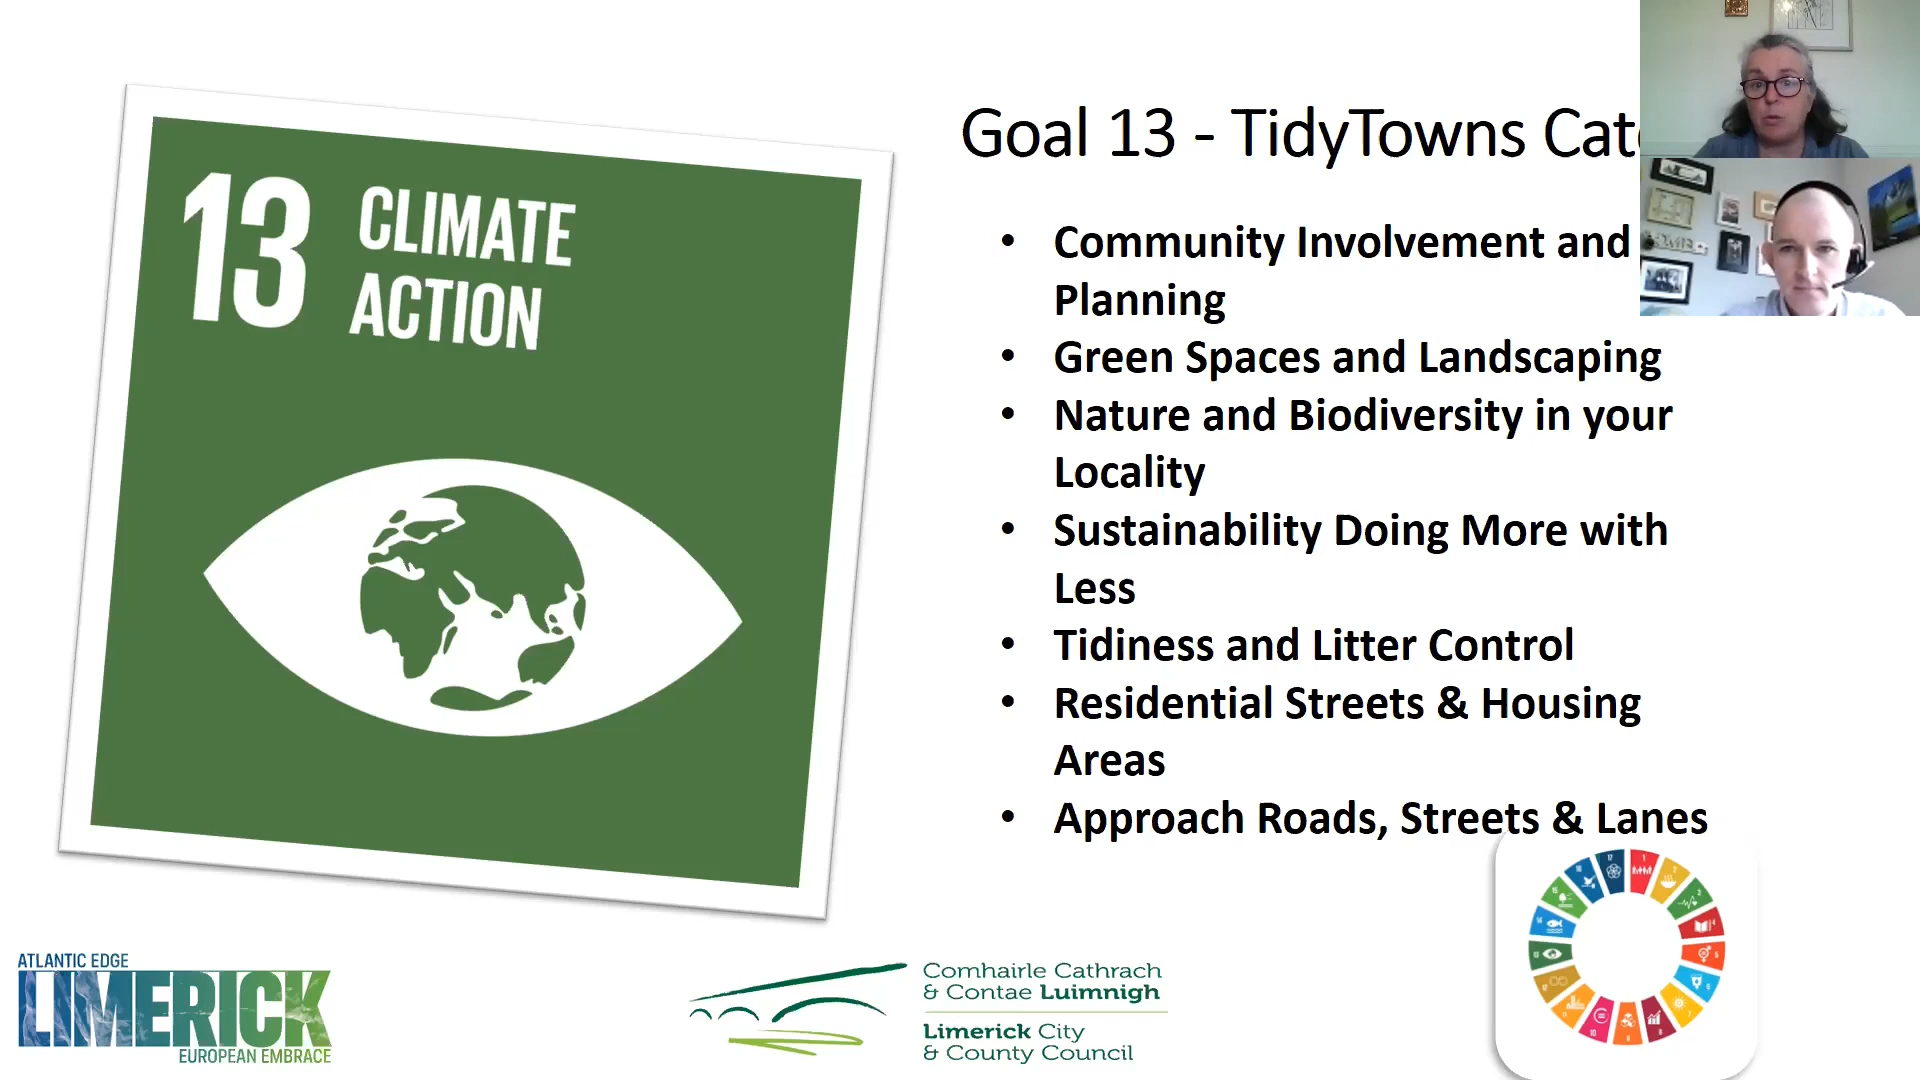 Goal 13 - TidyTowns
• Community Involvement and
Planning
• Green Spaces and Landscaping
• Nature and Biodiversity in your
Locality
• Sustainability Doing More with
Less
• Tidiness and Litter Control
• Residential Streets & Housing
Areas
• Approach Roads, Streets & Lanes
13 CLIMATE
ACTION
ATLANTIC EDGE
LIMERICK
EUROPEAN EMBRACE
Comhairle Cathrach
& Contae Luimnigh
Limerick City
& County Council